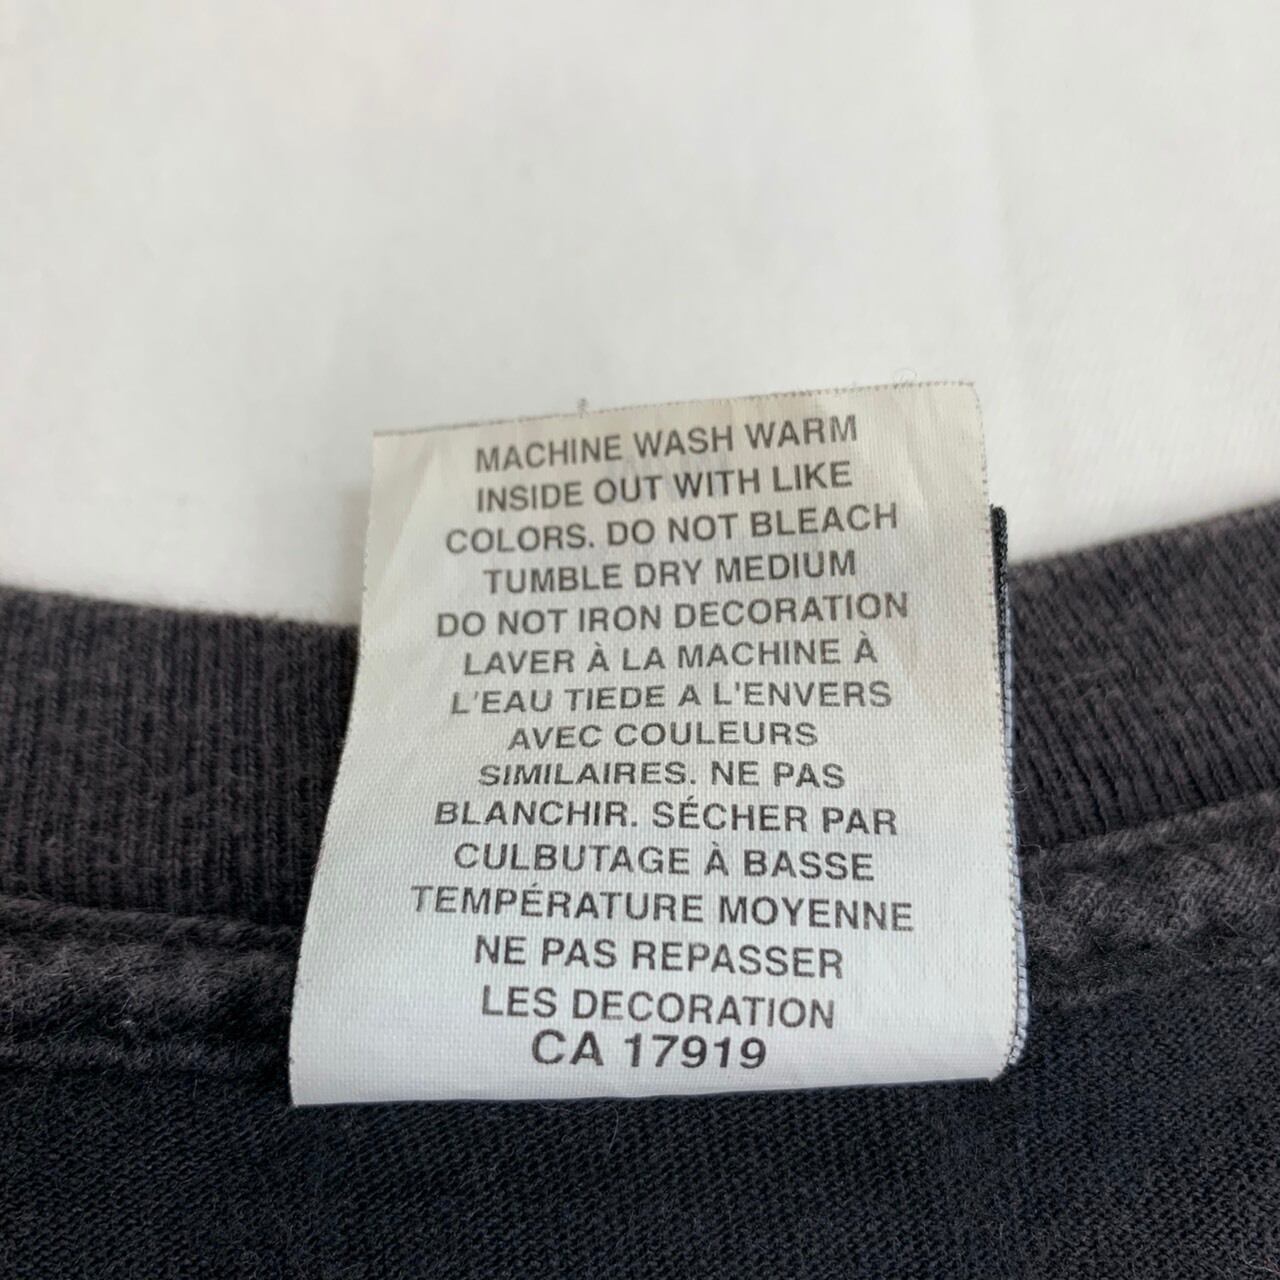 MACHINE WASH WARM
INSIDE OUT WITH LIKE
COLORS. DO NOT BLEACH
TUMBLE DRY MEDIUM
DO NOT IRON DECORATION
LAVER À LA MACHINE À
L'EAU TIEDE A L'ENVERS
AVEC COULEURS
SIMILAIRES. NE PAS
BLANCHIR. SÉCHER PAR
CULBUTAGE À BASSE
TEMPÉRATURE MOYENNE
NE PAS REPASSER
LES DECORATION
CA 17919